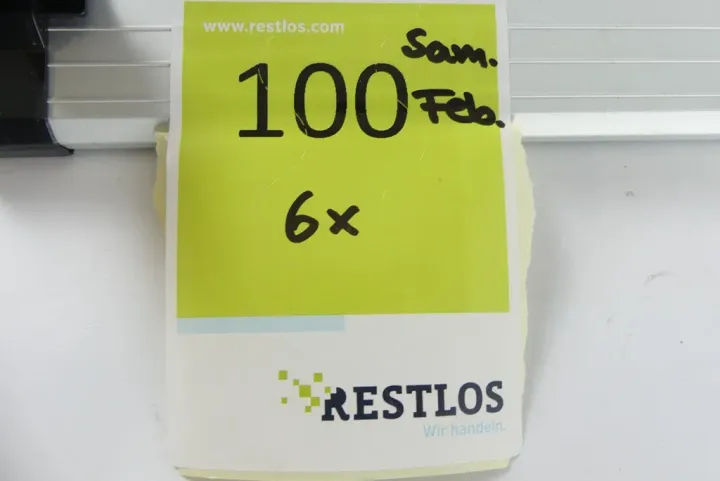 www.restlos.com
Sam.
100 Feb.
6x
RESTLOS
Wir handeln.